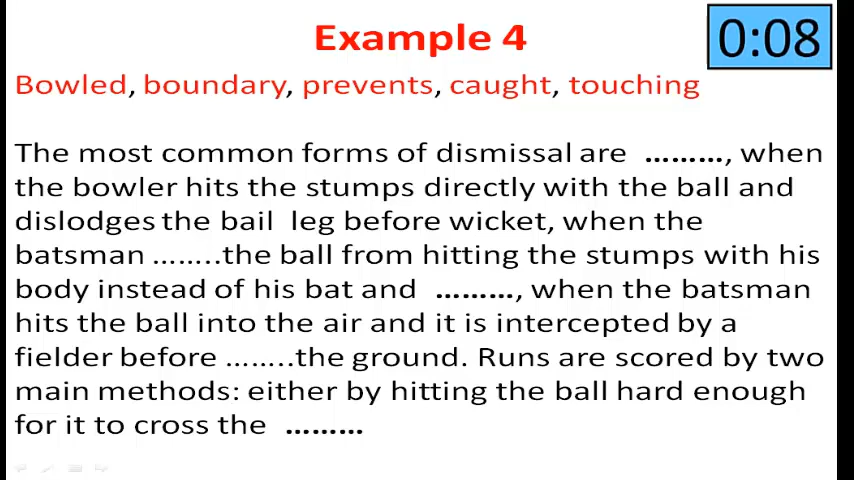 Example 4
0:08
Bowled, boundary, prevents, caught, touching
The most common forms of dismissal are ………, when
the bowler hits the stumps directly with the ball and
dislodges the bail leg before wicket, when the
batsman ……..the ball from hitting the stumps with his
body instead of his bat and ………, when the batsman
hits the ball into the air and it is intercepted by a
fielder before ……..the ground. Runs are scored by two
main methods: either by hitting the ball hard enough
for it to cross the ………